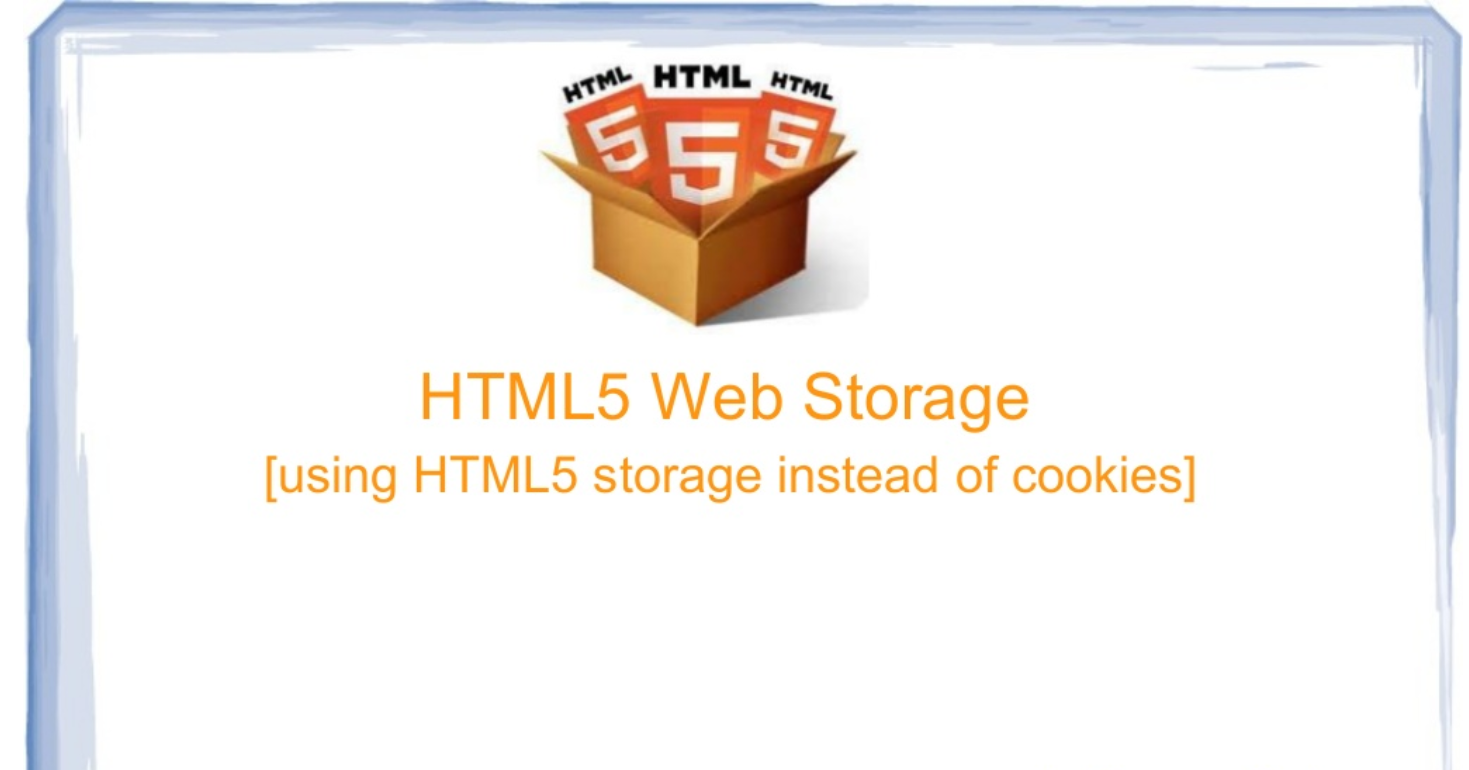 HTML HTML HTML
5 5 5
HTML5 Web Storage
[using HTML5 storage instead of cookies]